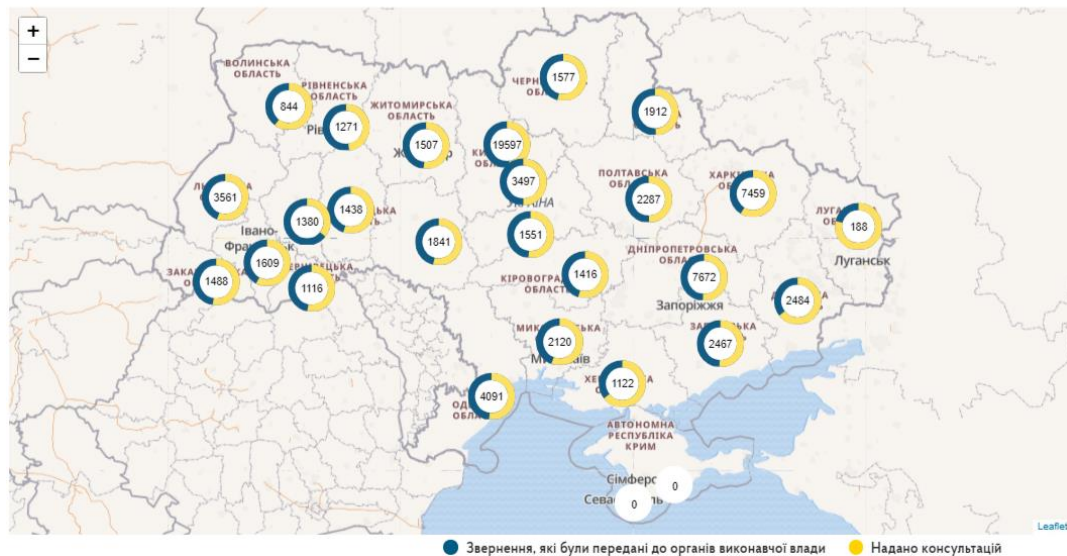 +
−
ВОЛИНСЬКА
ОБЛАСТЬ
844
РІВНЕНСЬКА
ОБЛАСТЬ
1271
ЖИТОМИРСЬКА
ОБЛАСТЬ
1507
19597
3497
1577
1912
ПОЛТАВСЬКА
2287
7459
188
Луганськ
3561
1380
1438
Івано-
1609
1488
1116
1841
1551
КІРОВОГРАД
ОБЛАСТЬ
1416
ДНІПРОПЕТРОВСЬКА
7672
Запоріжжя
2484
2467
2120
1122
4091
АВТОНОМНА
РЕСПУБЛІКА
КРИМ
0
0
Leaflet
Звернення, які були передані до органів виконавчої влади
Надано консультацій